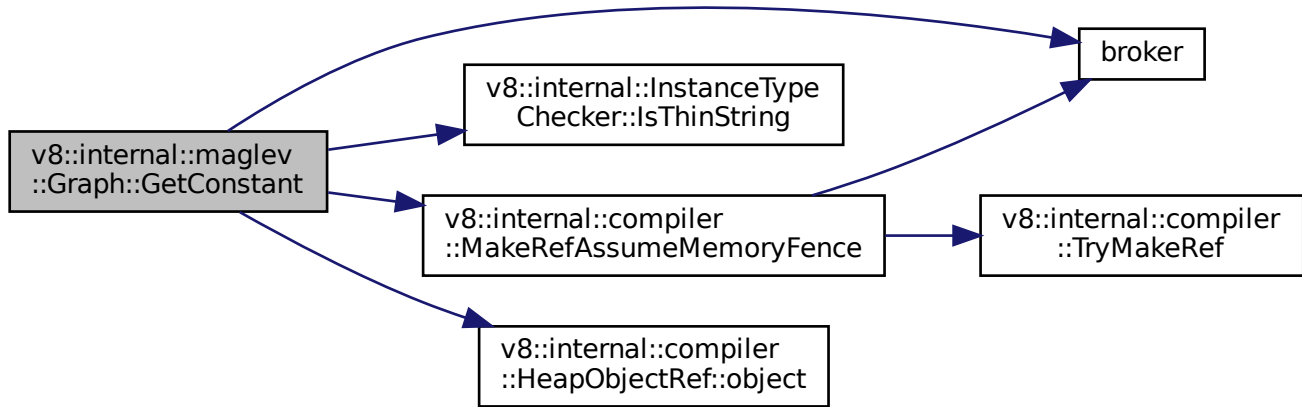 v8::internal::maglev
::Graph::GetConstant
broker
v8::internal::InstanceType
Checker::IsThinString
v8::internal::compiler
::MakeRefAssumeMemoryFence
v8::internal::compiler
::TryMakeRef
v8::internal::compiler
::HeapObjectRef::object